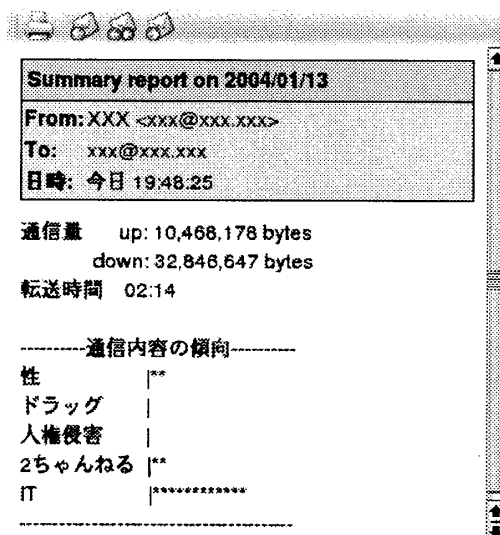 Summary report on 2004/01/13
From: XXX <xxx@xxx.xxx>
To: xxx@xxx.xxx
日時: 今日 19:48:25
通信量 up: 10,468,178 bytes
down: 32,846,647 bytes
転送時間 02:14
---------通信内容の傾向---------
性 |**
ドラッグ |
人権侵害 |
2ちゃんねる |**
IT |************
--------------------------------------